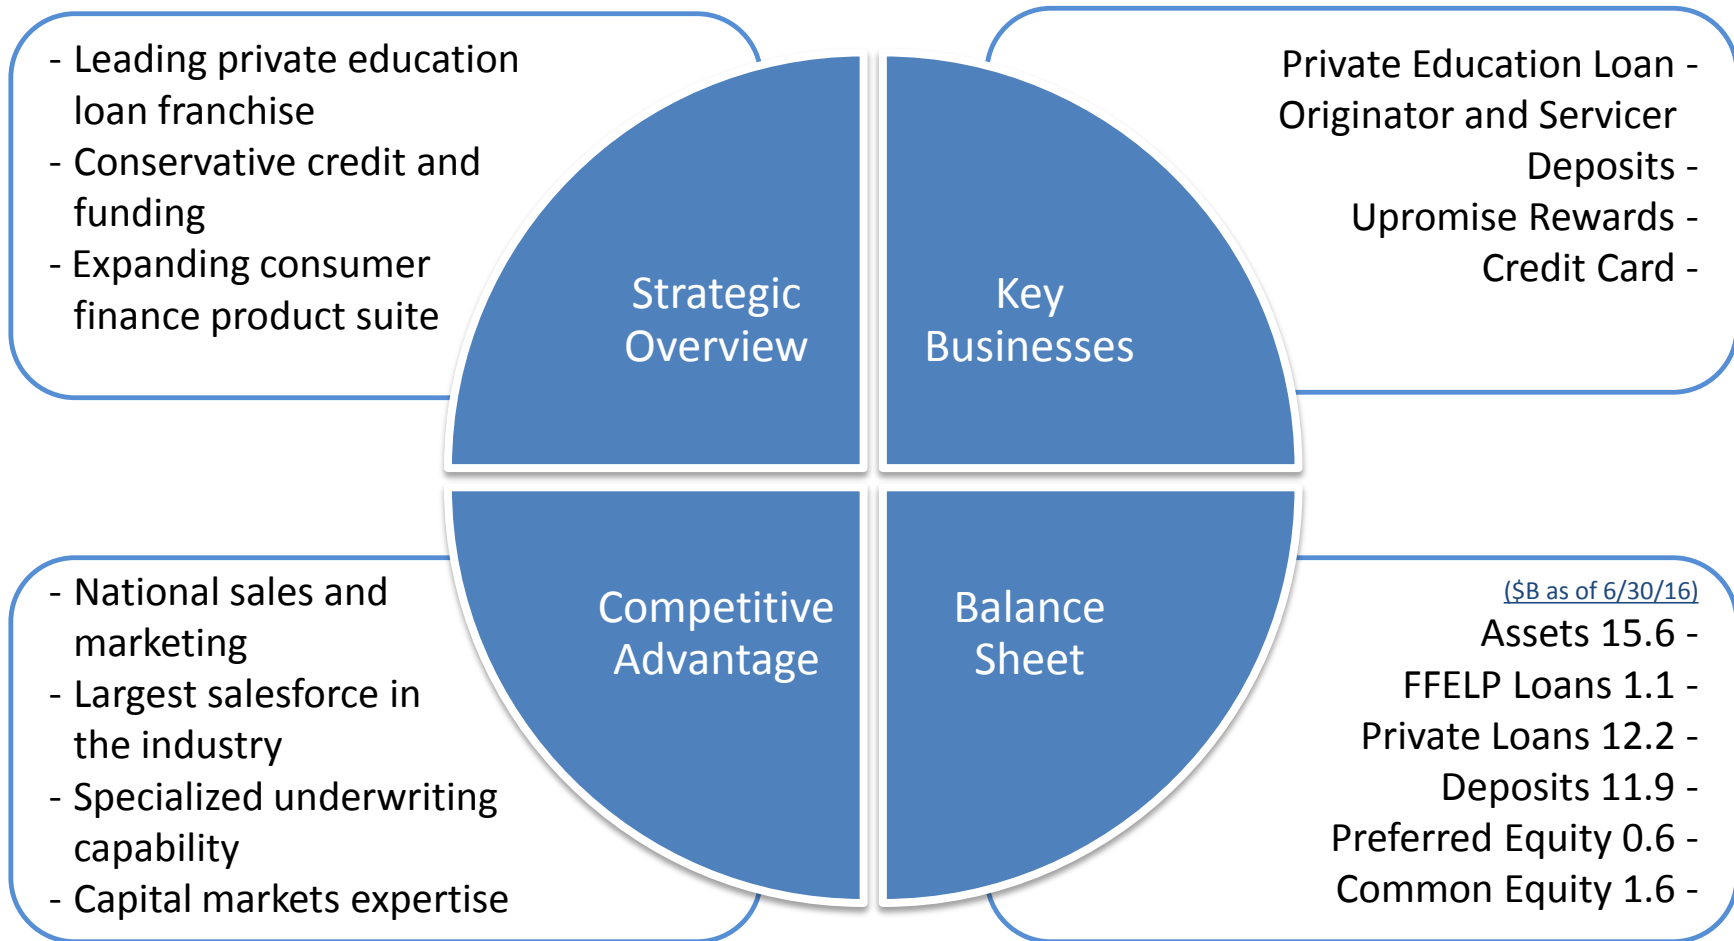 - Leading private education
loan franchise
- Conservative credit and
funding
- Expanding consumer
finance product suite
Strategic
Overview
Key
Businesses
Private Education Loan -
Originator and Servicer
Deposits -
Upromise Rewards -
Credit Card -
- National sales and
marketing
- Largest salesforce in
the industry
- Specialized underwriting
capability
- Capital markets expertise
Competitive
Advantage
Balance
Sheet
($B as of 6/30/16)
Assets 15.6 -
FFELP Loans 1.1 -
Private Loans 12.2 -
Deposits 11.9 -
Preferred Equity 0.6 -
Common Equity 1.6 -